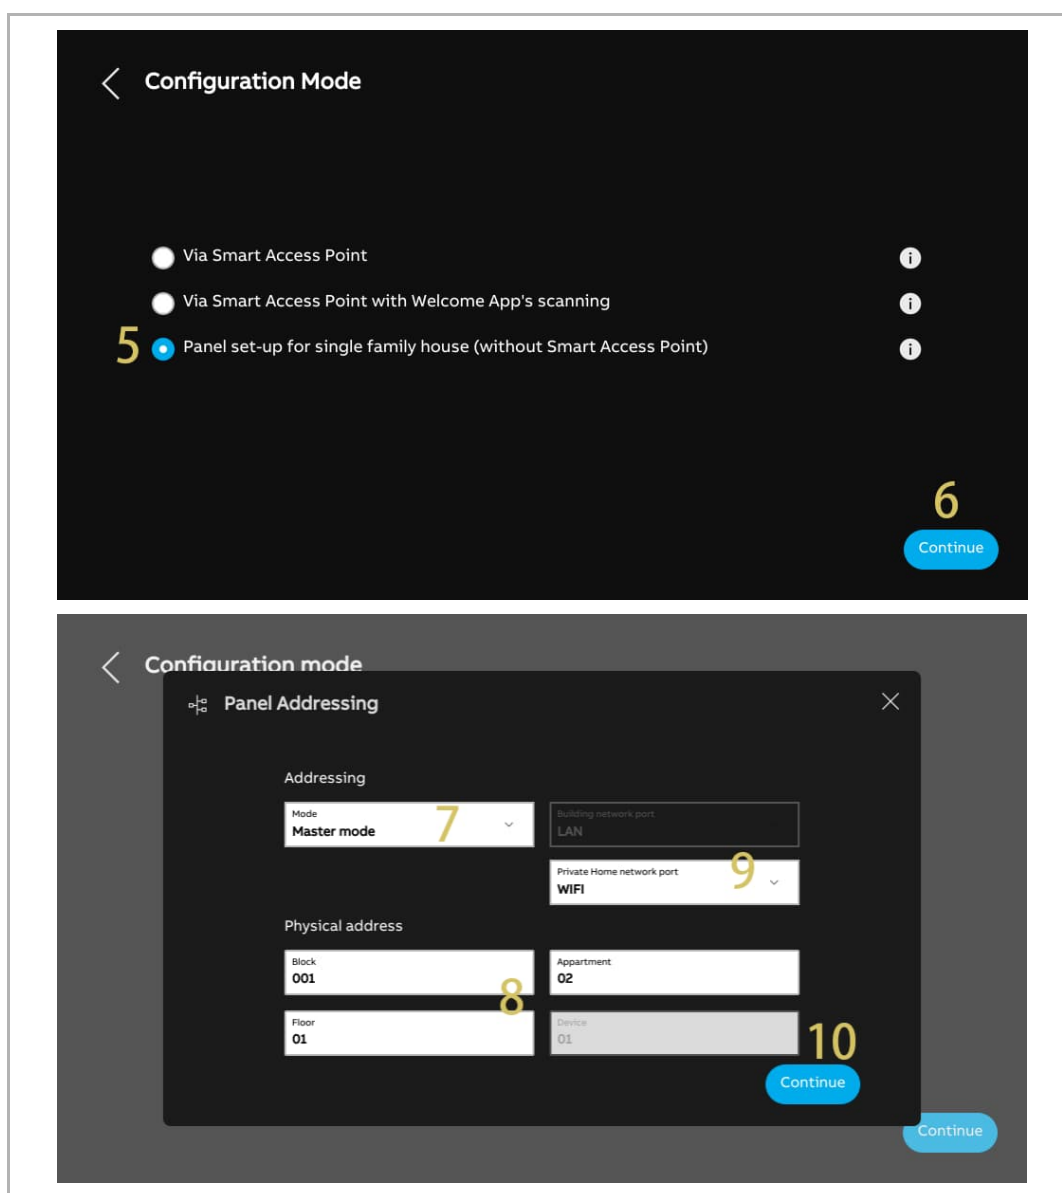 Configuration Mode
Via Smart Access Point
Via Smart Access Point with Welcome App's scanning
5 Panel set-up for single family house (without Smart Access Point)
6
Continue
Configuration mode
Panel Addressing
Addressing
Mode
Master mode
7
Building network port
LAN
Private Home network port
WIFI
9
Physical address
Block
001
8
Appartment
02
Floor
01
Device
01
10
Continue
Continue